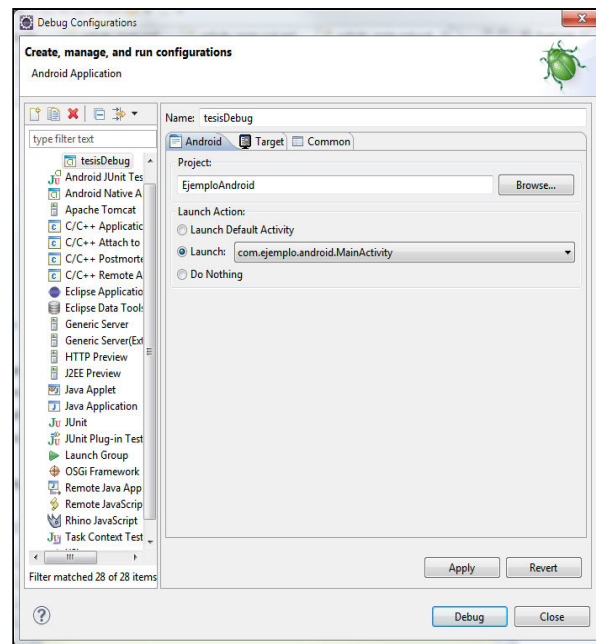 Debug Configurations
Create, manage, and run configurations
Android Application
type filter text
tesisDebug
Android JUnit Tes
Android Native A
Apache Tomcat
C/C++ Applicatic
C/C++ Attach to
C/C++ Postmorte
C/C++ Remote A
Eclipse Applicatio
Eclipse Data Tools
Generic Server
Generic Server(Ext
HTTP Preview
J2EE Preview
Java Applet
Java Application
JUnit
JUnit Plug-in Test
Launch Group
OSGi Framework
Remote Java App
Remote JavaScrip
Rhino JavaScript
Task Context Test
Filter matched 28 of 28 items
Name: tesisDebug
Android Target Common
Project:
EjemploAndroid Browse...
Launch Action:
Launch Default Activity
Launch: com.ejemplo.android.MainActivity
Do Nothing
Apply Revert
Debug Close